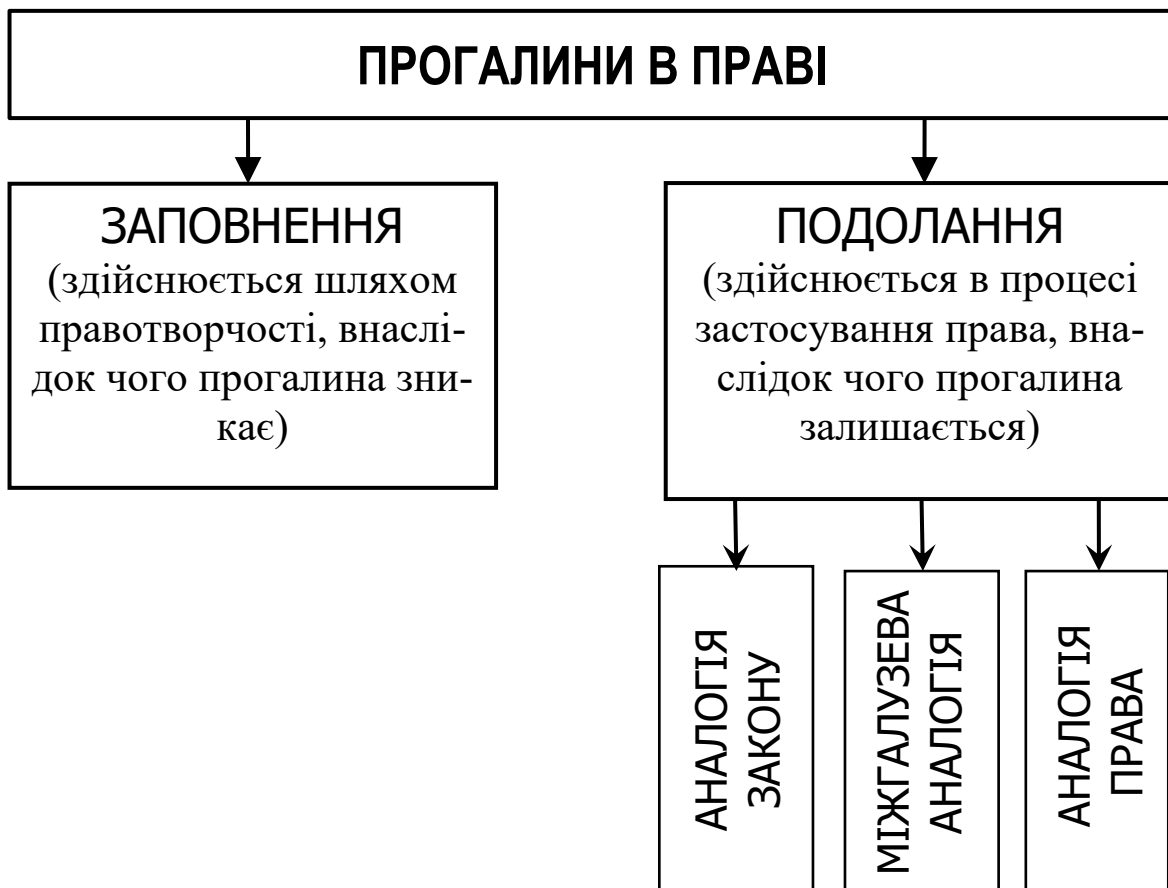 ПРОГАЛИНИ В ПРАВІ
ЗАПОВНЕННЯ
(здійснюється шляхом
правотворчості, внаслі-
док чого прогалина зни-
кає)
ПОДОЛАННЯ
(здійснюється в процесі
застосування права, вна-
слідок чого прогалина
залишається)
АНАЛОГІЯ
ЗАКОНУ
МІЖГАЛУЗЕВА
АНАЛОГІЯ
АНАЛОГІЯ
ПРАВА